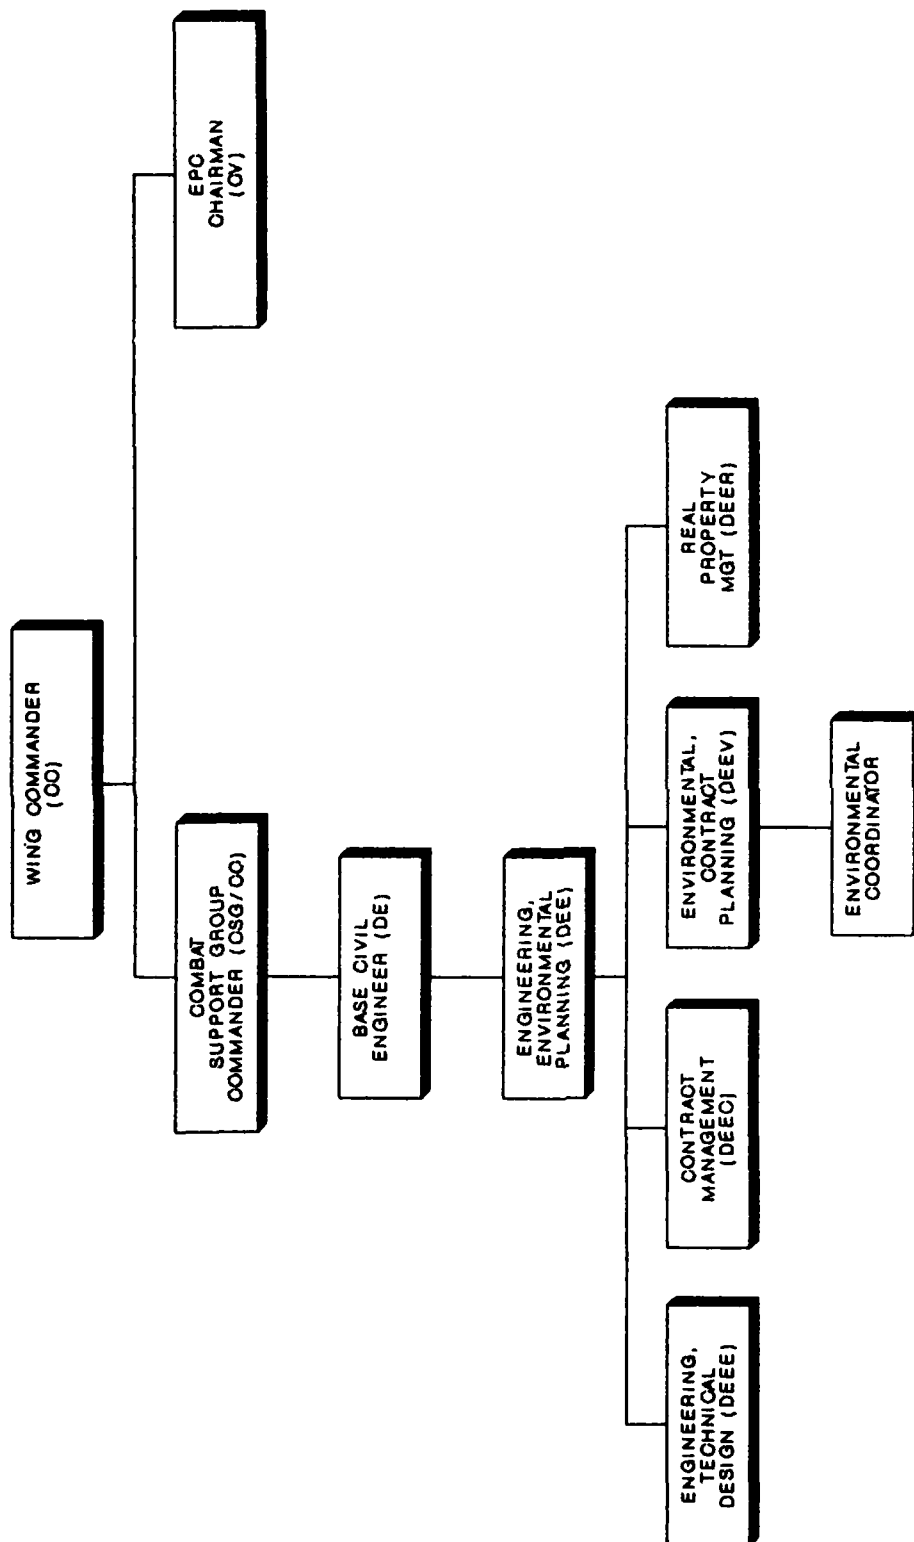 WING COMMANDER
(CC)
EPC
CHAIRMAN
(CV)
COMBAT
SUPPORT GROUP
COMMANDER (CSG/CC)
BASE CIVIL
ENGINEER (DE)
ENGINEERING,
ENVIRONMENTAL
PLANNING (DEE)
ENGINEERING,
TECHNICAL
DESIGN (DEEE)
CONTRACT
MANAGEMENT
(DEEC)
ENVIRONMENTAL,
CONTRACT
PLANNING (DEEV)
REAL
PROPERTY
MGT (DEER)
ENVIRONMENTAL
COORDINATOR